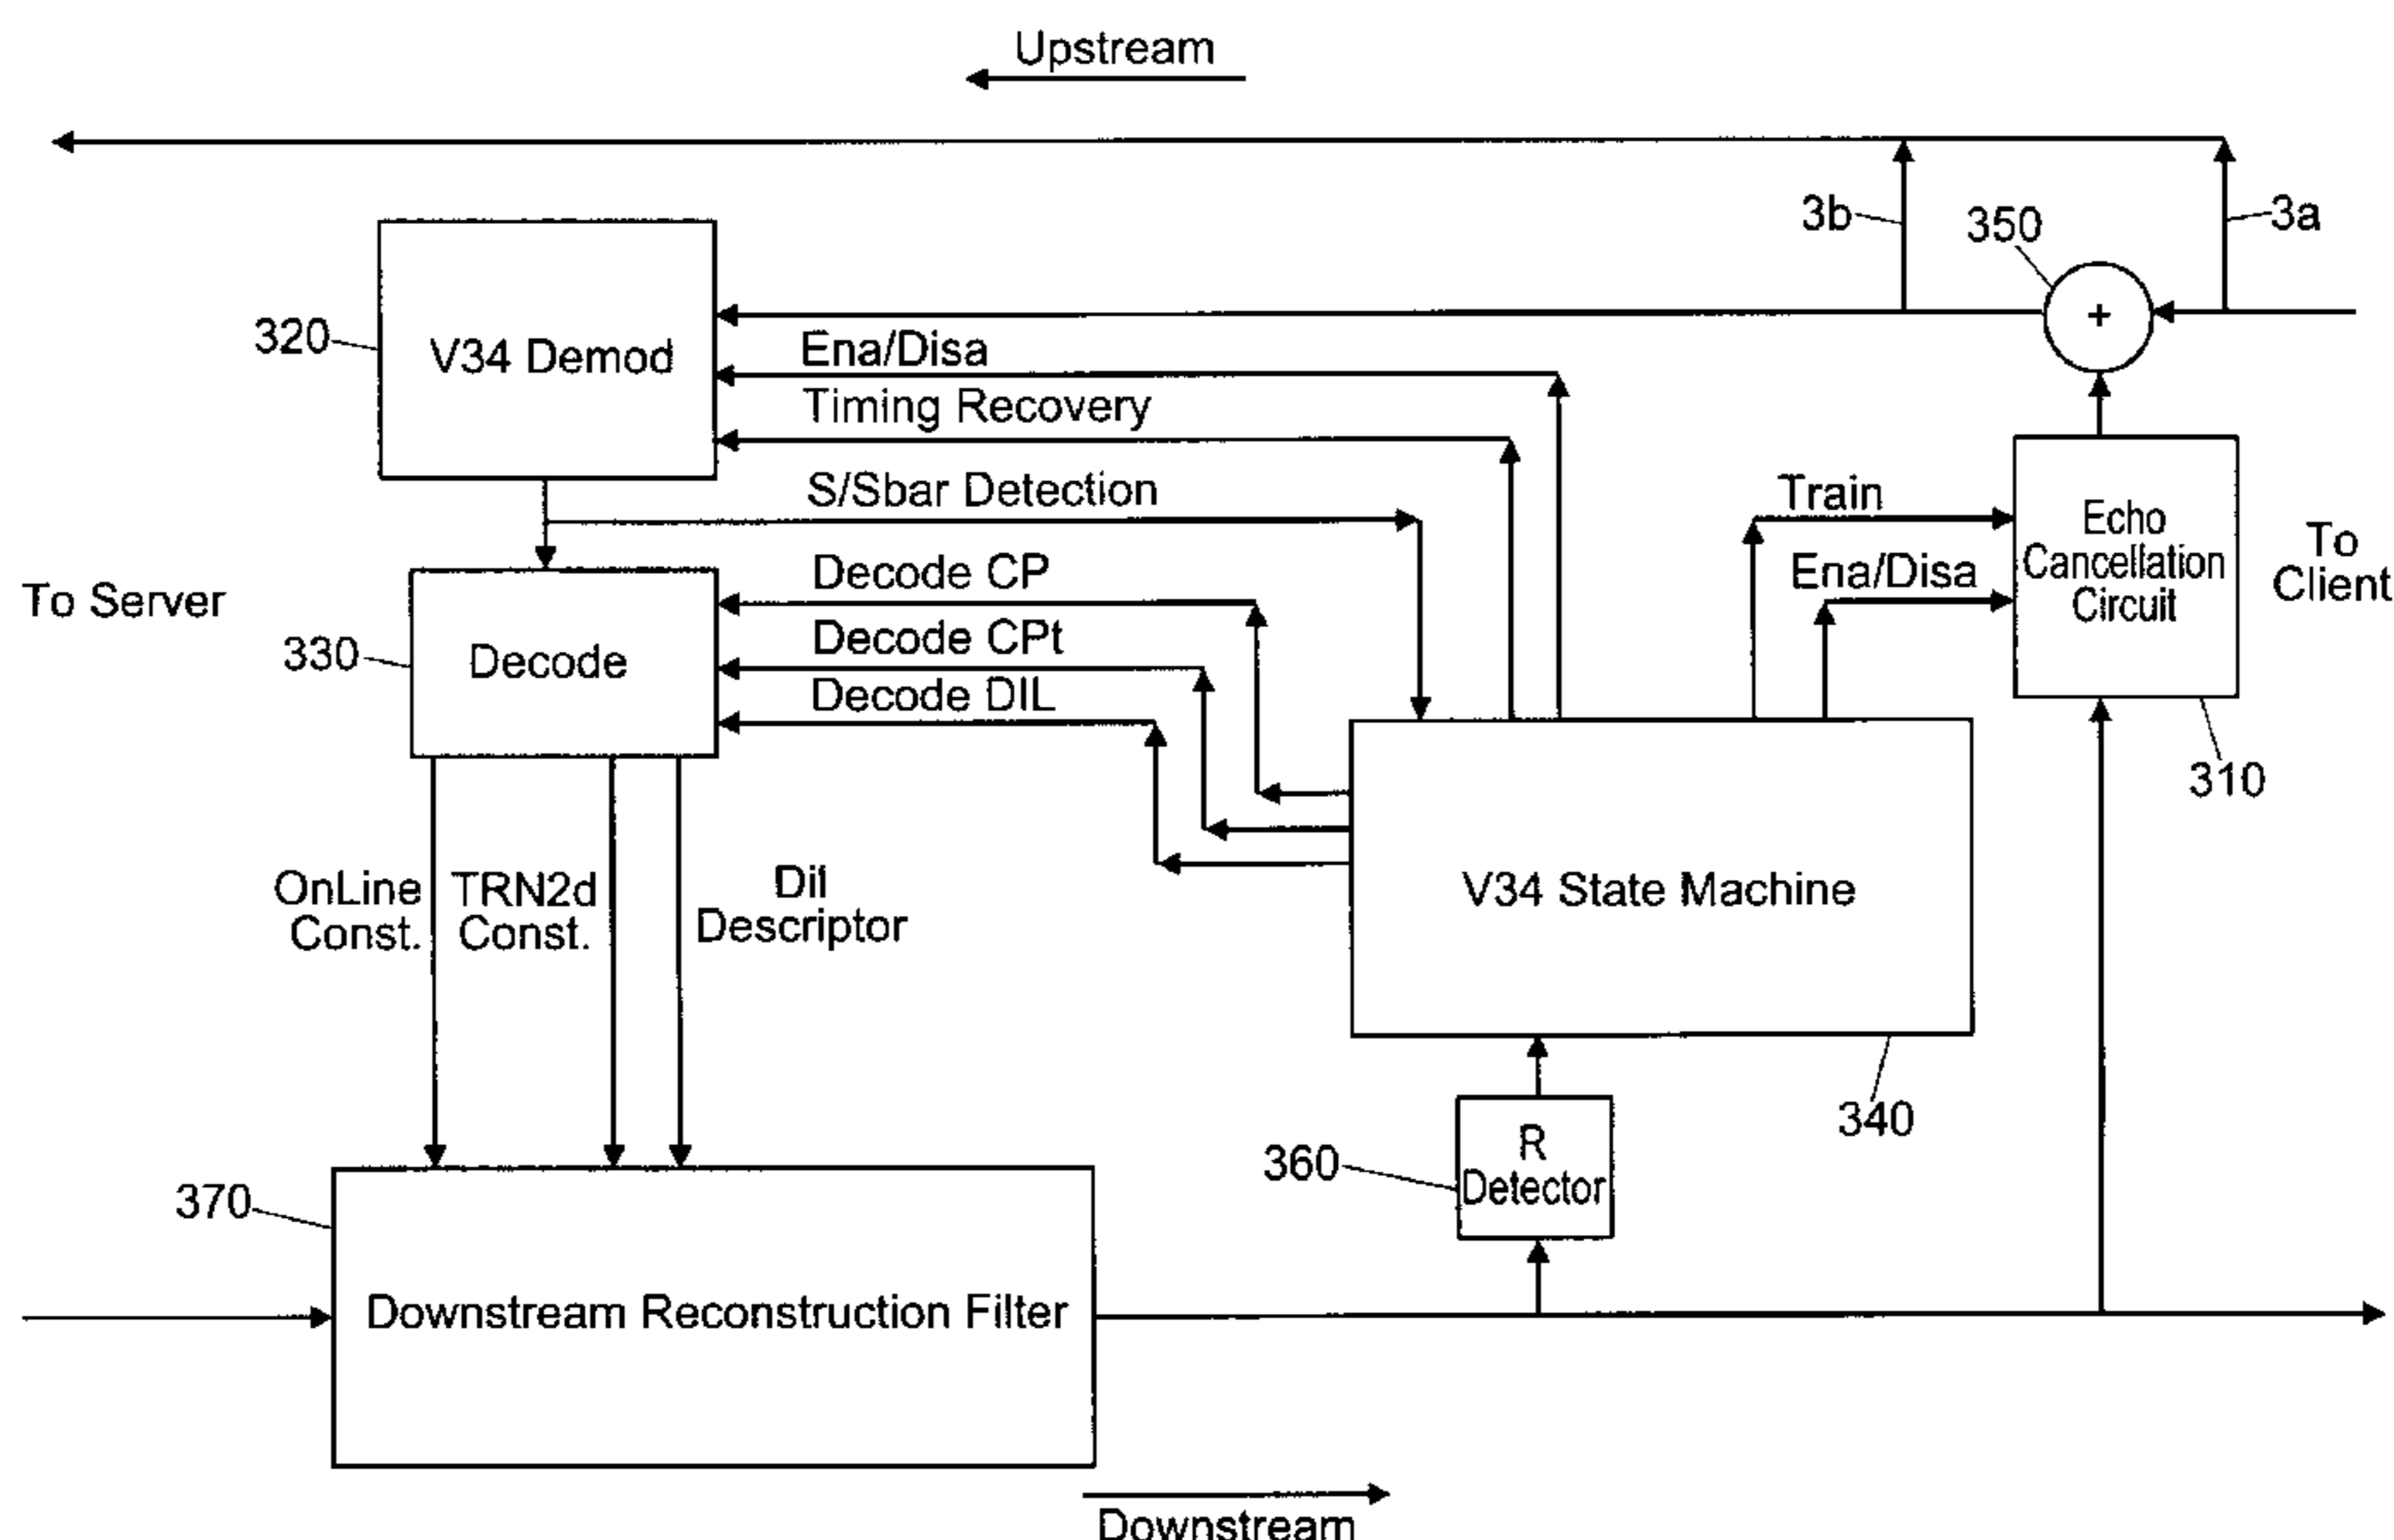 Upstream
3b
350
3a
320
V34 Demod
Ena/Disa
Timing Recovery
S/Sbar Detection
Train
Echo
Cancellation
Circuit
To
Client
Ena/Disa
Decode CP
To Server
Decode CPt
330
Decode
Decode DIL
310
OnLine
Const.
TRN2d
Const.
Dil
Descriptor
V34 State Machine
340
360
R
Detector
370
Downstream Reconstruction Filter
Downstream